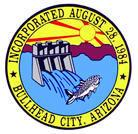 INCORPORATED AUGUST 28, 1984
BULLHEAD CITY, ARIZONA